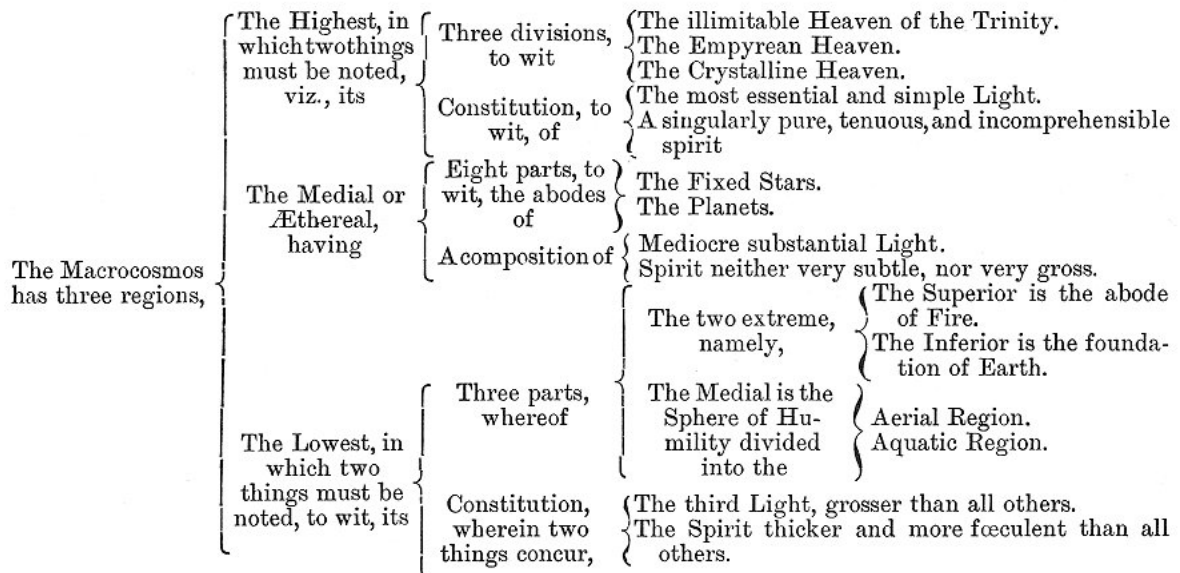 The Macrocosmos
has three regions,
The Highest, in
which twothings
must be noted,
viz., its
Three divisions,
to wit
The illimitable Heaven of the Trinity.
The Empyrean Heaven.
The Crystalline Heaven.
Constitution, to
wit, of
The most essential and simple Light.
A singularly pure, tenuous, and incomprehensible
spirit
The Medial or
Æthereal,
having
Eight parts, to
wit, the abodes
of
The Fixed Stars.
The Planets.
A composition of
Mediocre substantial Light.
Spirit neither very subtle, nor very gross.
The Lowest, in
which two
things must be
noted, to wit, its
Three parts,
whereof
The two extreme,
namely,
The Superior is the abode
of Fire.
The Inferior is the founda-
tion of Earth.
The Medial is the
Sphere of Hu-
mility divided
into the
Aerial Region.
Aquatic Region.
Constitution,
wherein two
things concur,
The third Light, grosser than all others.
The Spirit thicker and more fœculent than all
others.